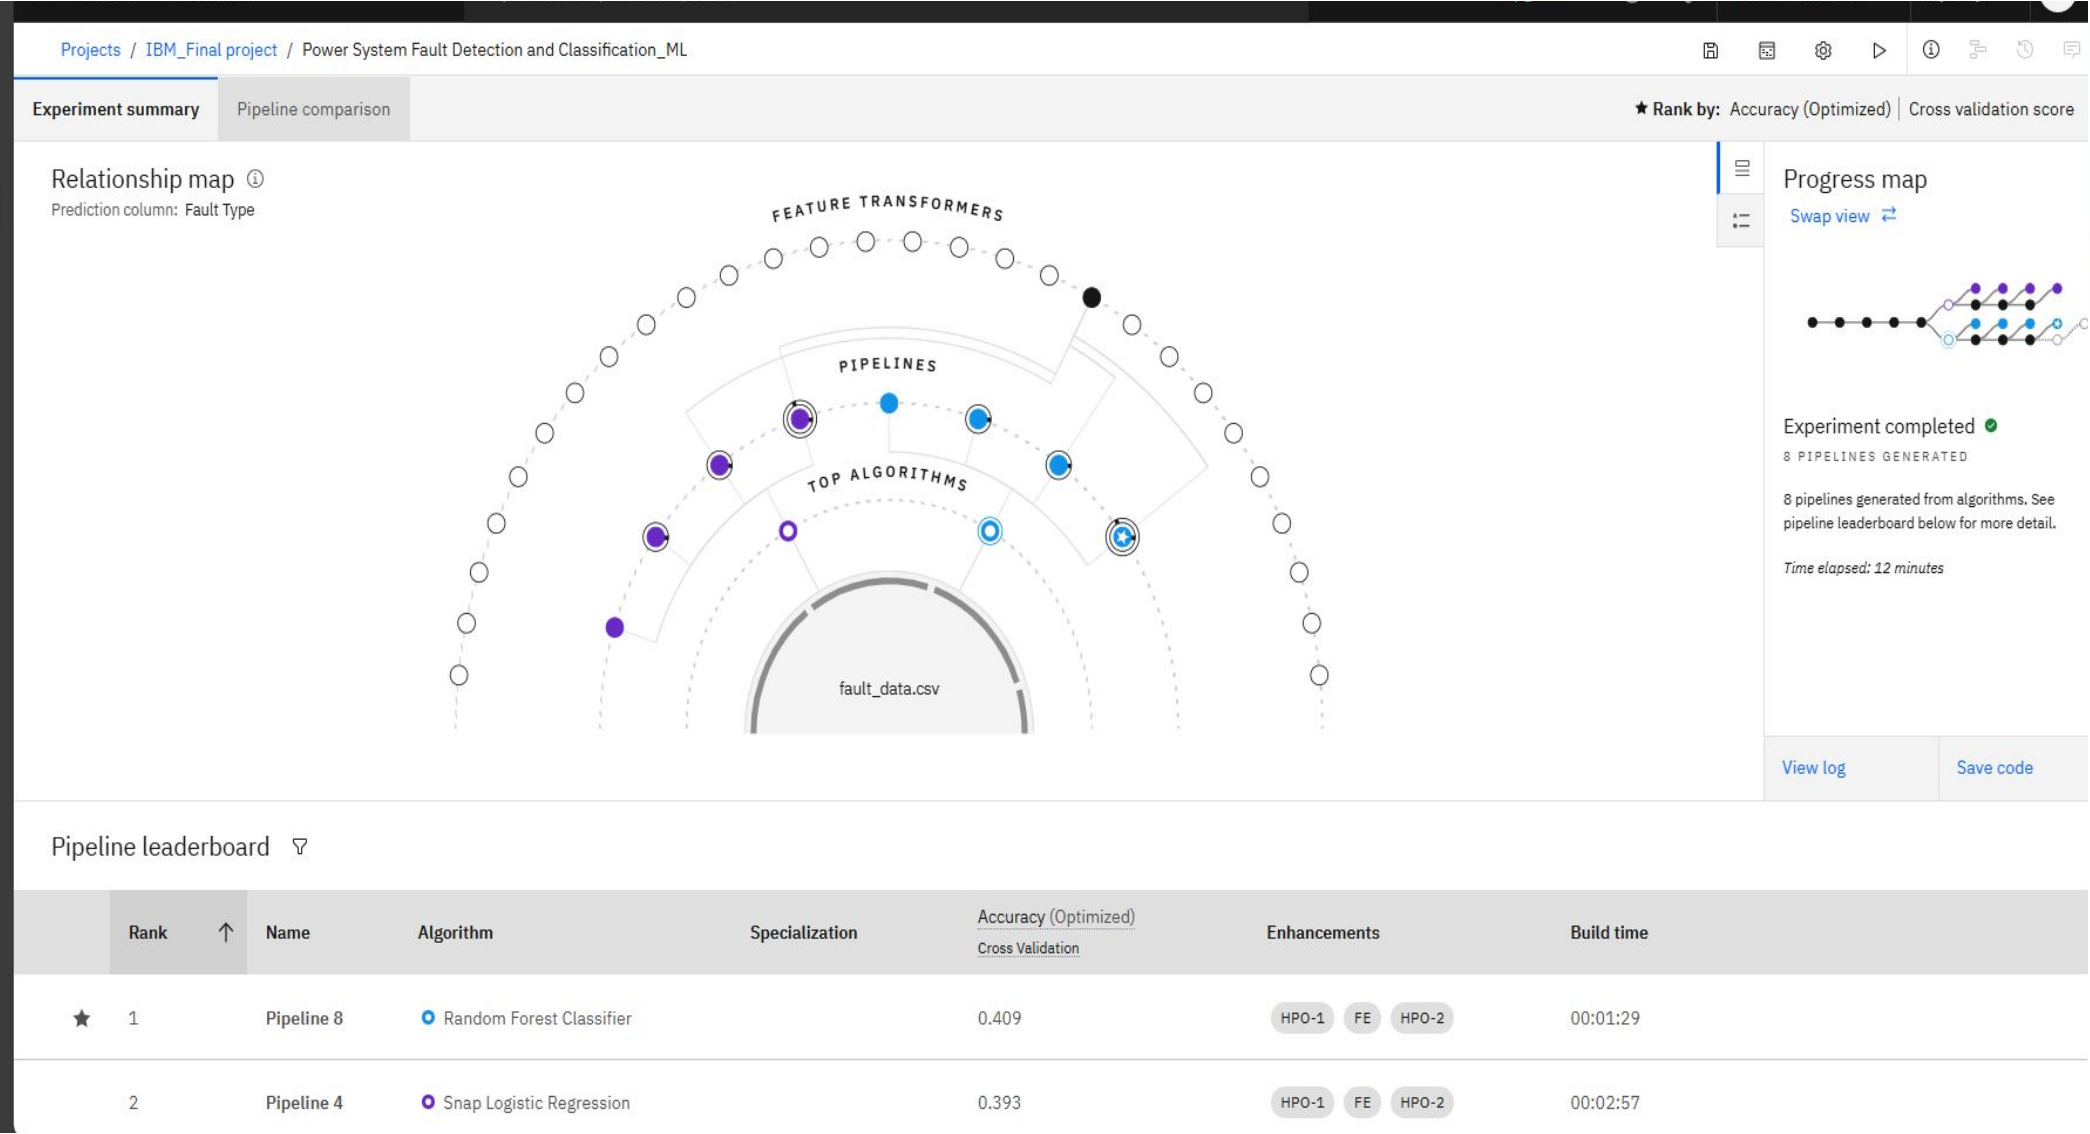 Projects / IBM_Final project / Power System Fault Detection and Classification_ML
Experiment summary
Pipeline comparison
★ Rank by: Accuracy (Optimized) | Cross validation score
Relationship map
Prediction column: Fault Type
FEATURE TRANSFORMERS
PIPELINES
TOP ALGORITHMS
fault_data.csv
Progress map
Swap view
Experiment completed
8 PIPELINES GENERATED
8 pipelines generated from algorithms. See
pipeline leaderboard below for more detail.
Time elapsed: 12 minutes
View log
Save code
Pipeline leaderboard
Rank ↑ Name Algorithm Specialization Accuracy (Optimized) Enhancements Build time
Cross Validation
★ 1 Pipeline 8 Random Forest Classifier 0.409 HPO-1 FE HPO-2 00:01:29
2 Pipeline 4 Snap Logistic Regression 0.393 HPO-1 FE HPO-2 00:02:57